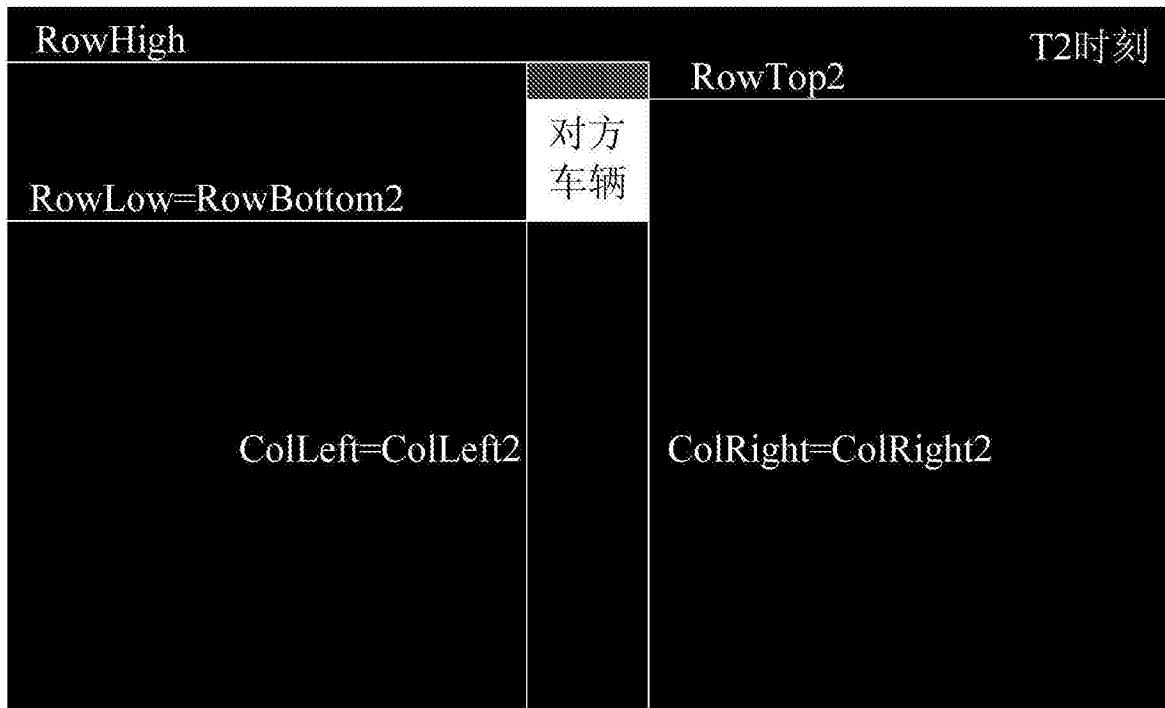 RowHigh
T2时刻
RowTop2
对方
车辆
RowLow=RowBottom2
ColLeft=ColLeft2
ColRight=ColRight2